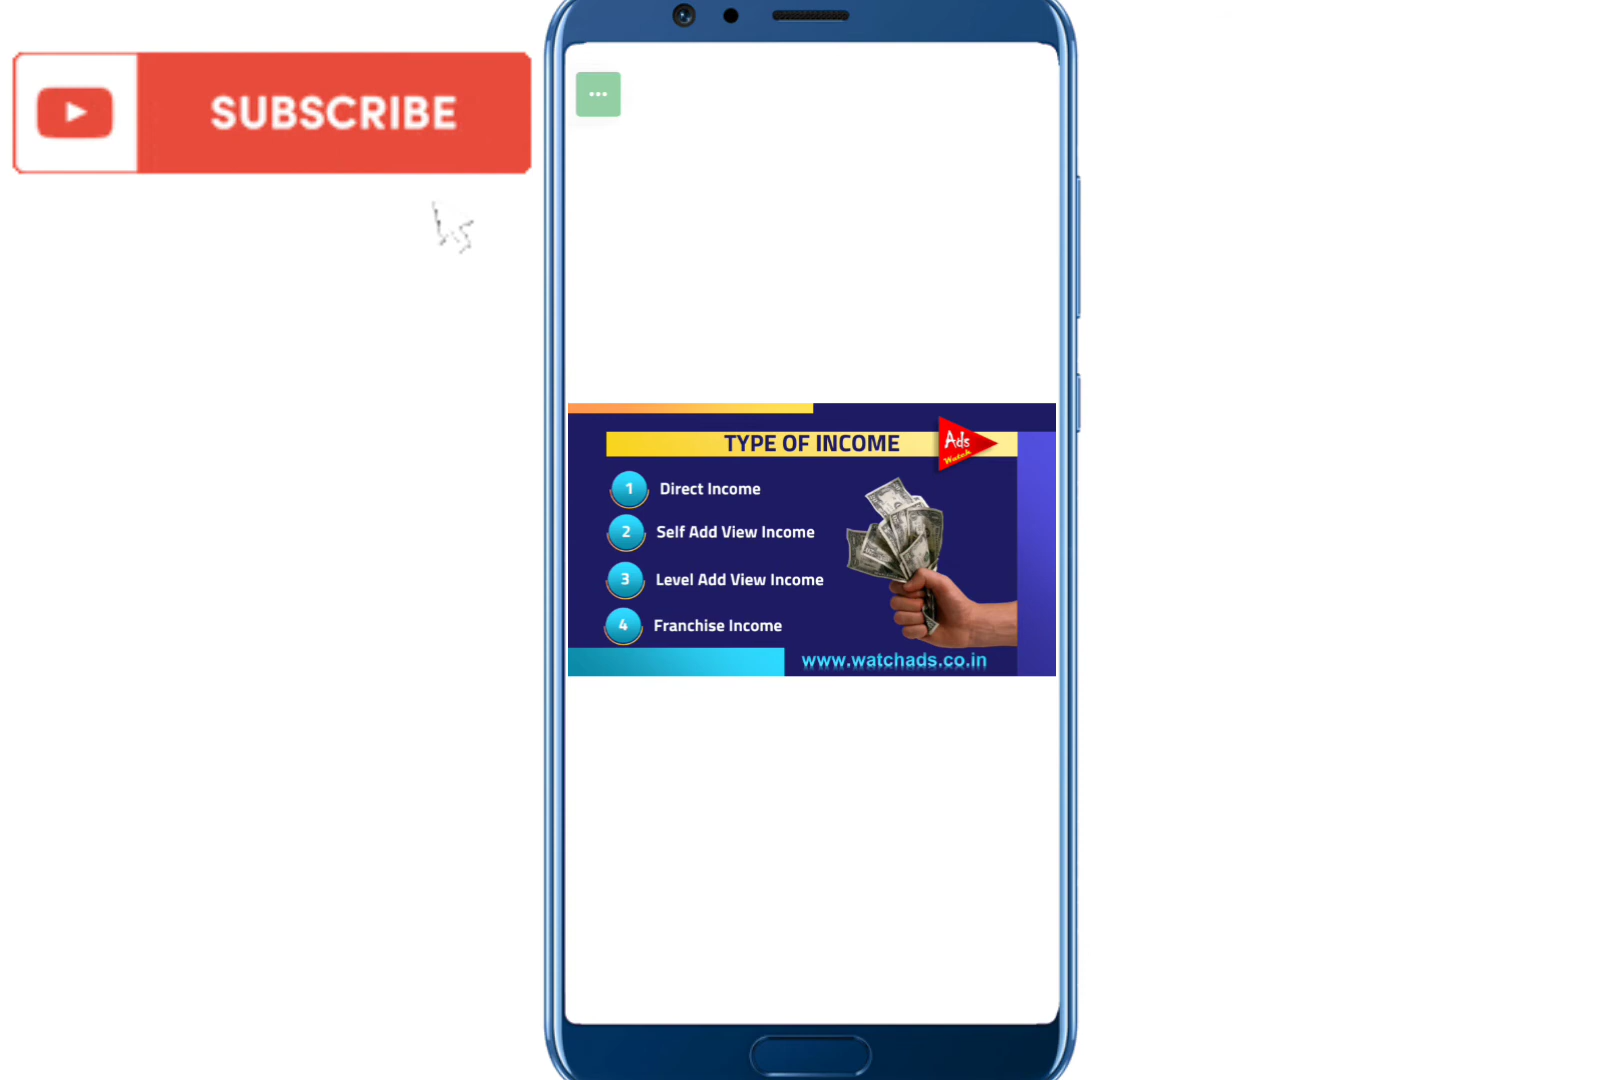 SUBSCRIBE
TYPE OF INCOME
Ads
Watch
1 Direct Income
2 Self Add View Income
3 Level Add View Income
4 Franchise Income
www.watchads.co.in